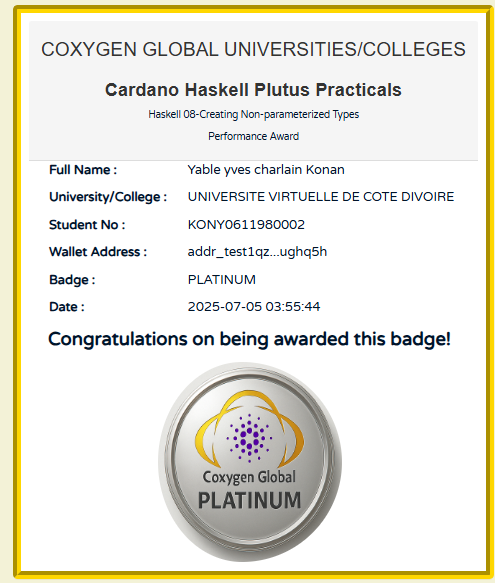 COXYGEN GLOBAL UNIVERSITIES/COLLEGES
Cardano Haskell Plutus Practicals
Haskell 08-Creating Non-parameterized Types
Performance Award
Full Name : Yable yves charlain Konan
University/College : UNIVERSITE VIRTUELLE DE COTE DIVOIRE
Student No : KONY0611980002
Wallet Address : addr_test1qz...ughq5h
Badge : PLATINUM
Date : 2025-07-05 03:55:44
Congratulations on being awarded this badge!
Coxygen Global
PLATINUM